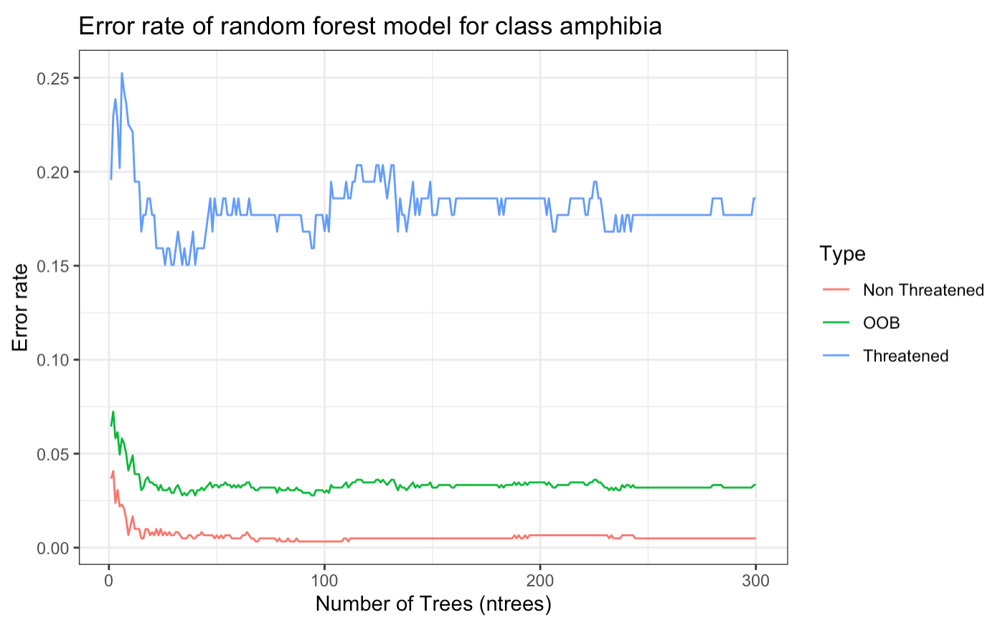 Error rate of random forest model for class amphibia
Error rate
0.25
0.20
0.15
0.10
0.05
0.00
0 100 200 300
Number of Trees (ntrees)
Type
Non Threatened
OOB
Threatened